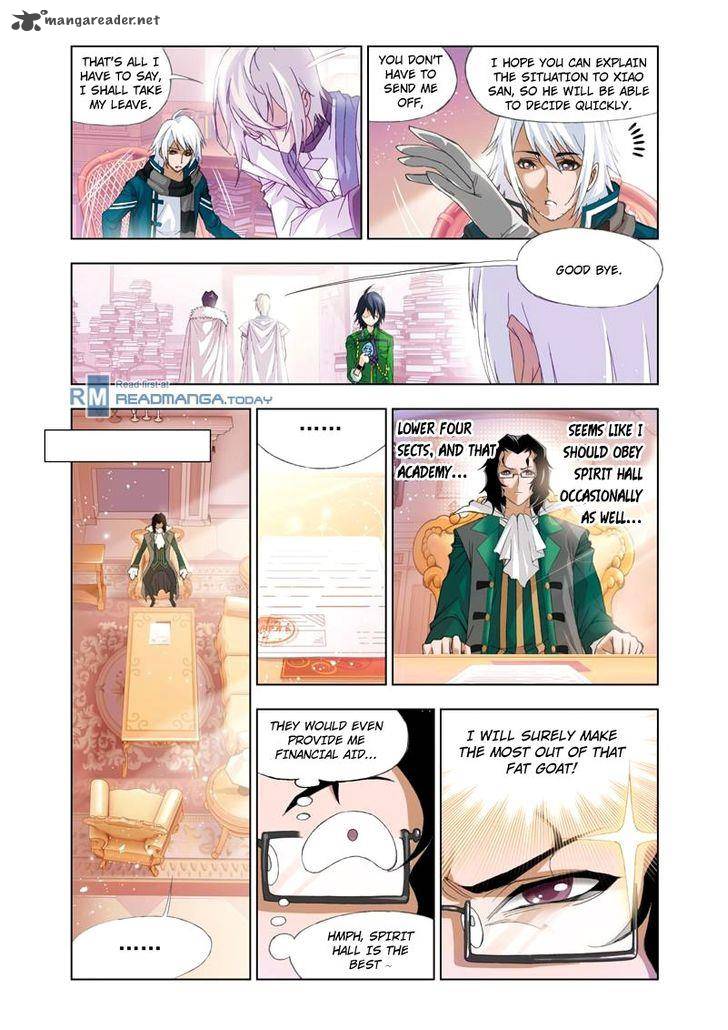 mangareader.net
THAT'S ALL I
HAVE TO SAY,
I SHALL TAKE
MY LEAVE.
YOU DON'T
HAVE TO
SEND ME
OFF,
I HOPE YOU CAN EXPLAIN
THE SITUATION TO XIAO
SAN, SO HE WILL BE ABLE
TO DECIDE QUICKLY.
GOOD BYE.
RM
Read first at
READMANGA.TODAY
......
......
LOWER FOUR
SECTS, AND THAT
ACADEMY...
SEEMS LIKE I
SHOULD OBEY
SPIRIT HALL
OCCASIONALLY
AS WELL...
THEY WOULD EVEN
PROVIDE ME
FINANCIAL AID...
HMPH, SPIRIT
HALL IS THE
BEST ~
I WILL SURELY MAKE
THE MOST OUT OF THAT
FAT GOAT!